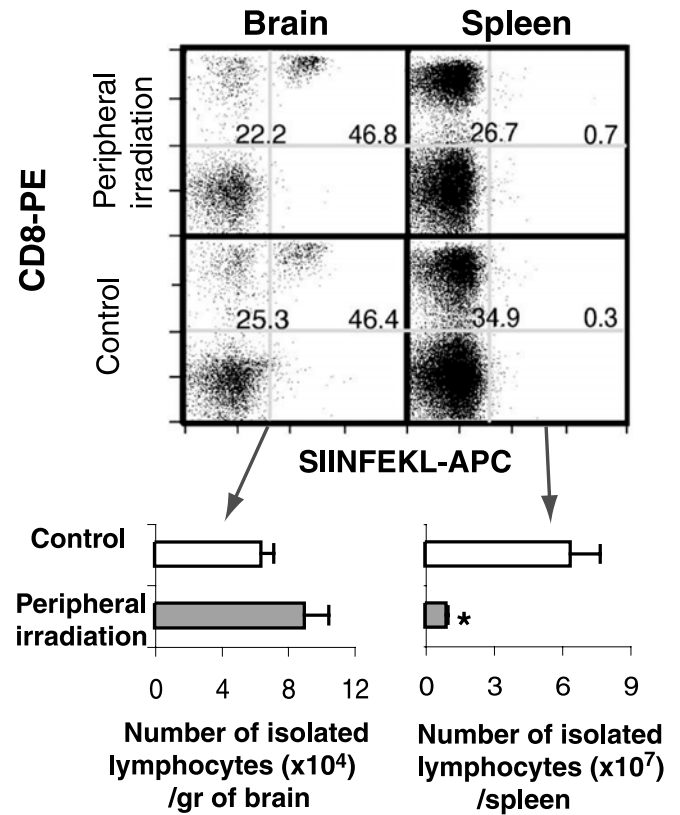 Brain Spleen
CD8-PE
Peripheral
irradiation
22.2 46.8 26.7 0.7
Control
25.3 46.4 34.9 0.3
SIINFEKL-APC
Control
Peripheral
irradiation
*
0 4 8 12
0 3 6 9
Number of isolated
lymphocytes (x10⁴)
/gr of brain
Number of isolated
lymphocytes (x10⁷)
/spleen